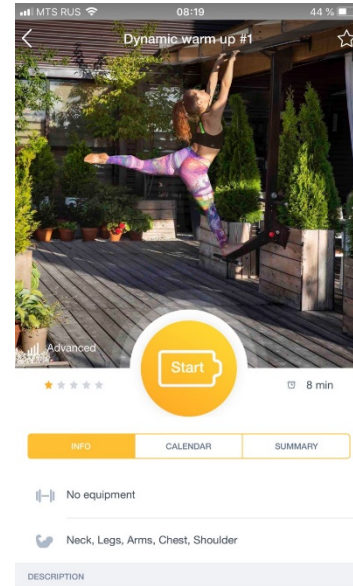 MTS RUS 08:19 44 %
Dynamic warm-up #1
Advanced
Start
8 min
INFO CALENDAR SUMMARY
No equipment
Neck, Legs, Arms, Chest, Shoulder
DESCRIPTION